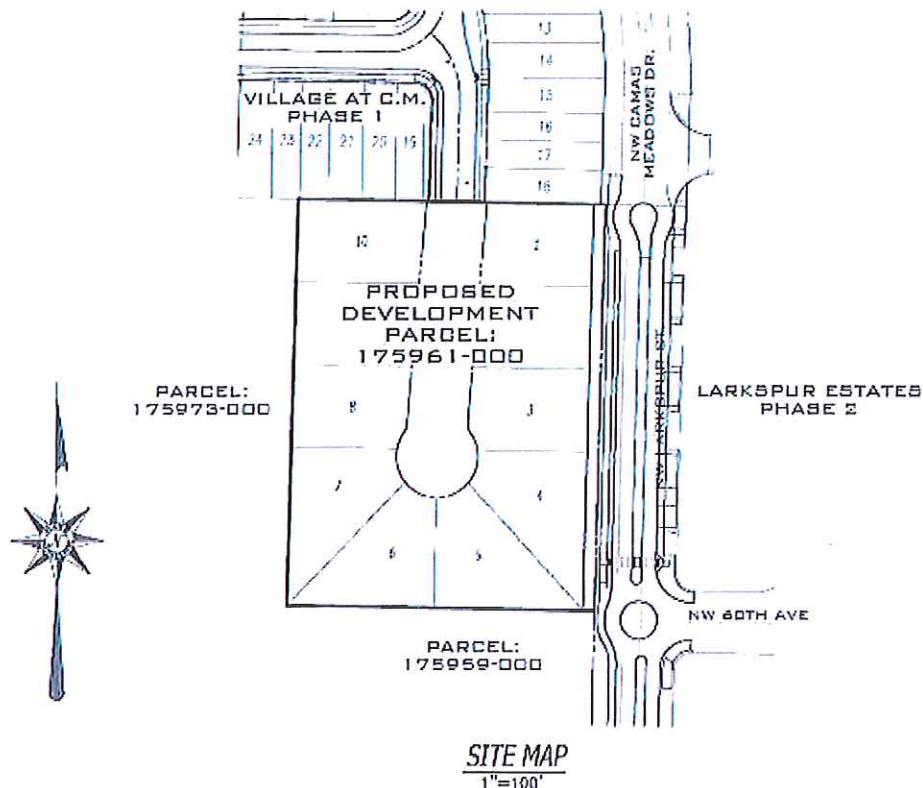 13
14
15
16
17
18
NW CAMAS
MEADOWS DR.
VILLAGE AT C.M.
PHASE 1
24 23 22 21 20 19
10
1
PROPOSED
DEVELOPMENT
PARCEL:
175961-000
PARCEL:
175973-000
8
3
NW LARKSPUR ST.
LARKSPUR ESTATES
PHASE 2
7
4
6
5
N
NW 60TH AVE
PARCEL:
175959-000
SITE MAP
1"=100'